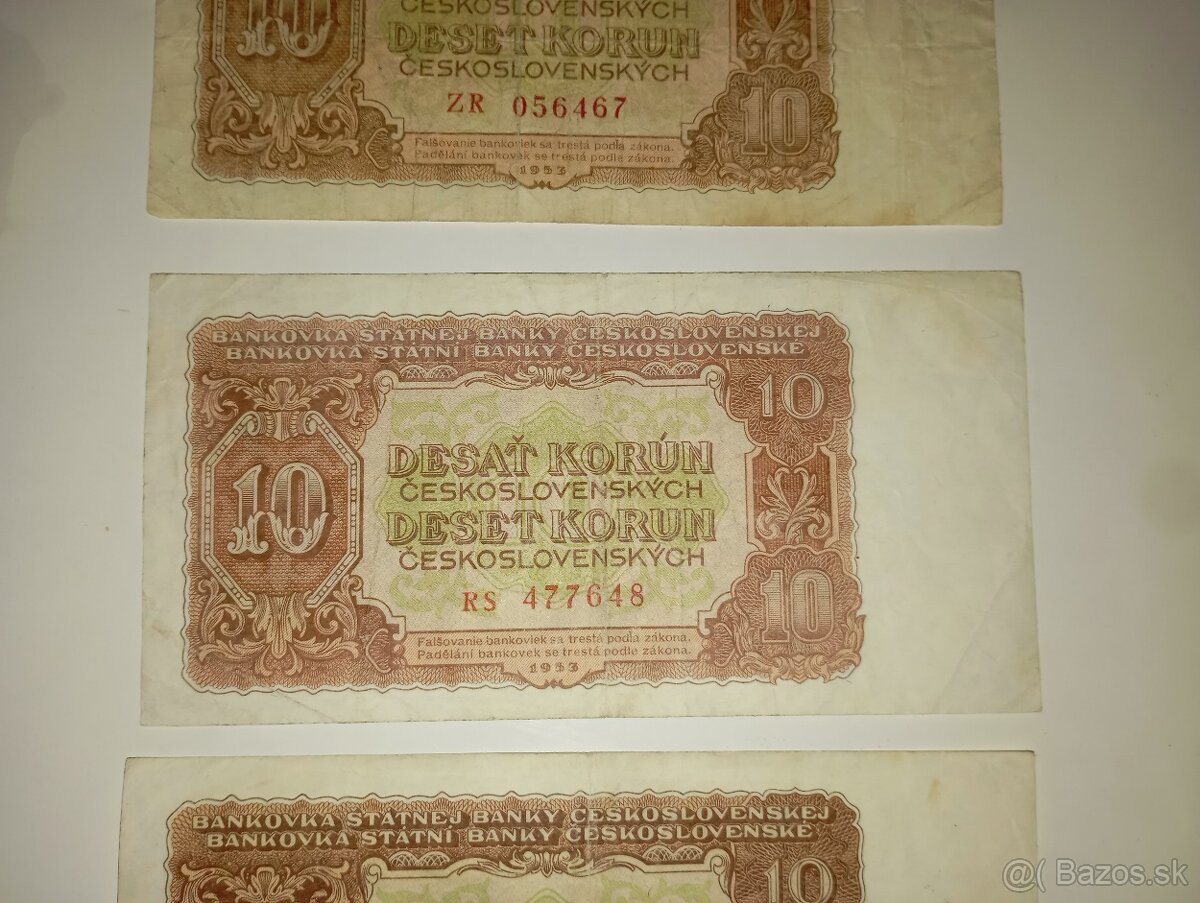 10
ČESKOSLOVENSKÝCH
DESET KORUN
ČESKOSLOVENSKÝCH
ZR 056467
10
Falšovanie bankoviek sa trestá podľa zákona.
Padělání bankovek se trestá podle zákona.
1953
BANKOVKA ŠTÁTNEJ BANKY ČESKOSLOVENSKEJ
BANKOVKA STÁTNÍ BANKY ČESKOSLOVENSKÉ
10
10
DESAŤ KORÚN
ČESKOSLOVENSKÝCH
DESET KORUN
ČESKOSLOVENSKÝCH
RS 477648
10
Falšovanie bankoviek sa trestá podľa zákona.
Padělání bankovek se trestá podle zákona.
1953
BANKOVKA ŠTÁTNEJ BANKY ČESKOSLOVENSKEJ
BANKOVKA STÁTNÍ BANKY ČESKOSLOVENSKÉ
10
@( Bazos.sk